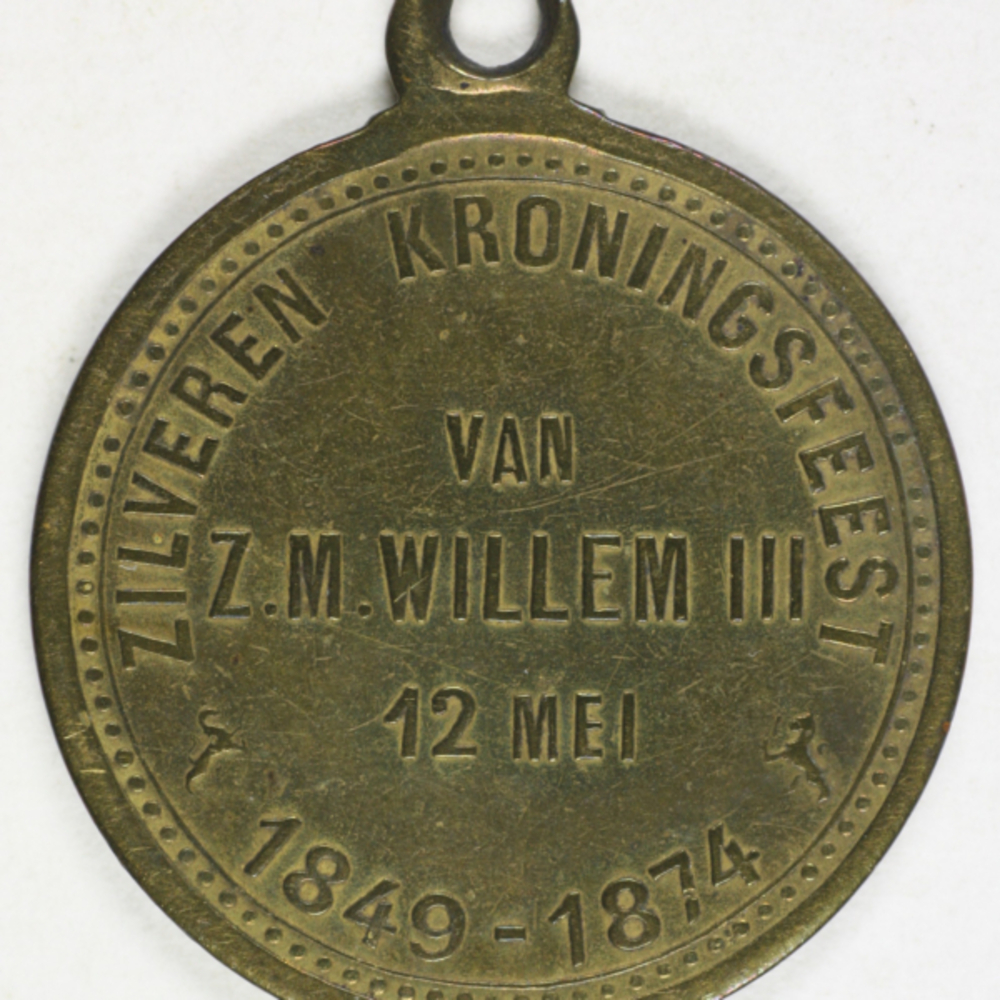 ZILVEREN KRONINGSFEEST
VAN
Z.M.WILLEM III
12 MEI
1849-1874